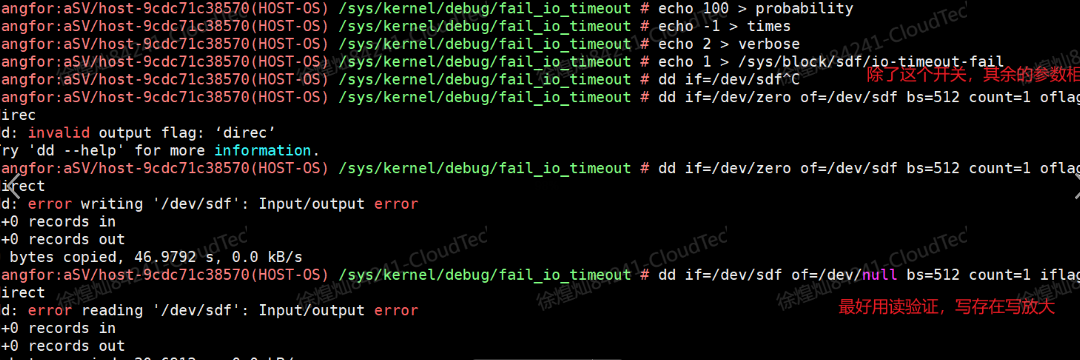 angfor:aSV/host-9cdc71c38570(HOST-OS) /sys/kernel/debug/fail_io_timeout # echo 100 > probability
angfor:aSV/host-9cdc71c38570(HOST-OS) /sys/kernel/debug/fail_io_timeout # echo -1 > times
angfor:aSV/host-9cdc71c38570(HOST-OS) /sys/kernel/debug/fail_io_timeout # echo 2 > verbose
angfor:aSV/host-9cdc71c38570(HOST-OS) /sys/kernel/debug/fail_io_timeout # echo 1 > /sys/block/sdf/io-timeout-fail
angfor:aSV/host-9cdc71c38570(HOST-OS) /sys/kernel/debug/fail_io_timeout # dd if=/dev/sdf^C
除了这个开关，其余的参数相
angfor:aSV/host-9cdc71c38570(HOST-OS) /sys/kernel/debug/fail_io_timeout # dd if=/dev/zero of=/dev/sdf bs=512 count=1 oflag
direc
d: invalid output flag: ‘direc’
ry 'dd --help' for more information.
angfor:aSV/host-9cdc71c38570(HOST-OS) /sys/kernel/debug/fail_io_timeout # dd if=/dev/zero of=/dev/sdf bs=512 count=1 oflag
direct
d: error writing '/dev/sdf': Input/output error
+0 records in
+0 records out
bytes copied, 46.9792 s, 0.0 kB/s
angfor:aSV/host-9cdc71c38570(HOST-OS) /sys/kernel/debug/fail_io_timeout # dd if=/dev/sdf of=/dev/null bs=512 count=1 iflag
direct
最好用读验证，写存在写放大
d: error reading '/dev/sdf': Input/output error
+0 records in
+0 records out